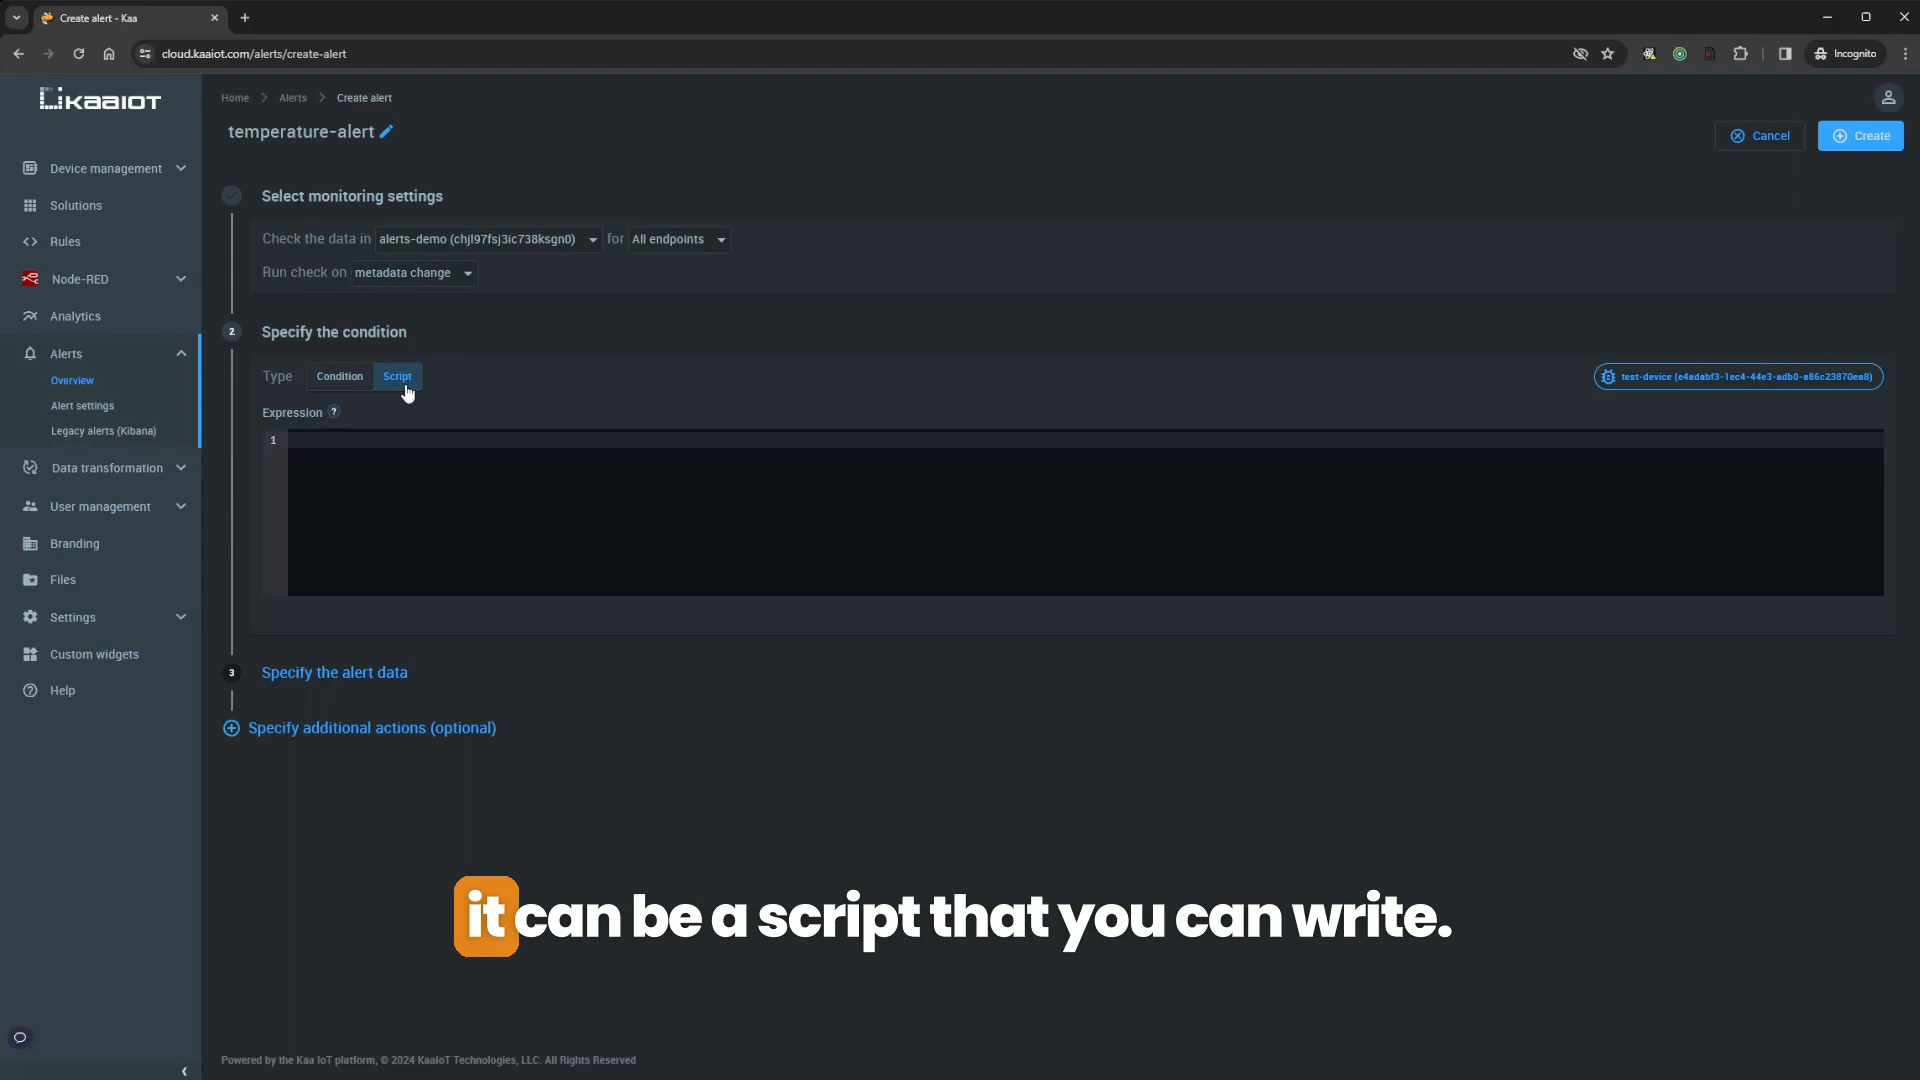 Create alert - Kaa
cloud.kaaiot.com/alerts/create-alert
Incognito
KaaIoT
Home > Alerts > Create alert
temperature-alert
Cancel
Create
Device management
Solutions
Rules
Node-RED
Analytics
Alerts
Overview
Alert settings
Legacy alerts (Kibana)
Data transformation
User management
Branding
Files
Settings
Custom widgets
Help
Select monitoring settings
Check the data in alerts-demo (chjl97fsj3ic738ksgn0) for All endpoints
Run check on metadata change
2 Specify the condition
Type Condition Script
test-device (e4adabf3-1ec4-44e3-adb0-a86c23870ea8)
Expression ?
1
3 Specify the alert data
Specify additional actions (optional)
it can be a script that you can write.
Powered by the Kaa IoT platform, © 2024 KaaIoT Technologies, LLC. All Rights Reserved